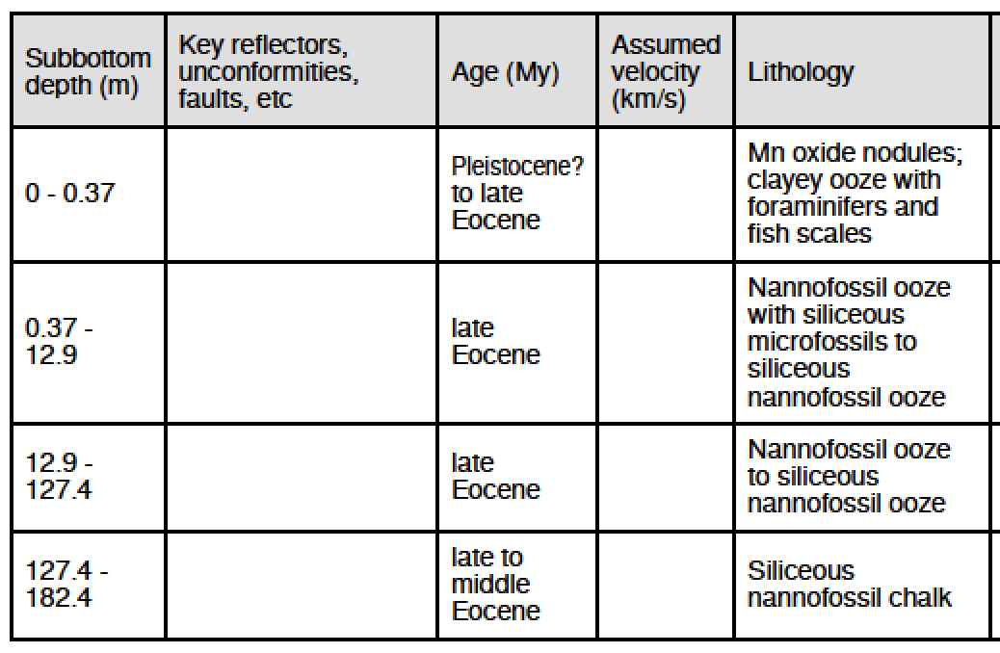 Subbottom
depth (m)
Key reflectors,
unconformities,
faults, etc
Age (My)
Assumed
velocity
(km/s)
Lithology
0 - 0.37
Pleistocene?
to late
Eocene
Mn oxide nodules;
clayey ooze with
foraminifers and
fish scales
0.37 -
12.9
late
Eocene
Nannofossil ooze
with siliceous
microfossils to
siliceous
nannofossil ooze
12.9 -
127.4
late
Eocene
Nannofossil ooze
to siliceous
nannofossil ooze
127.4 -
182.4
late to
middle
Eocene
Siliceous
nannofossil chalk